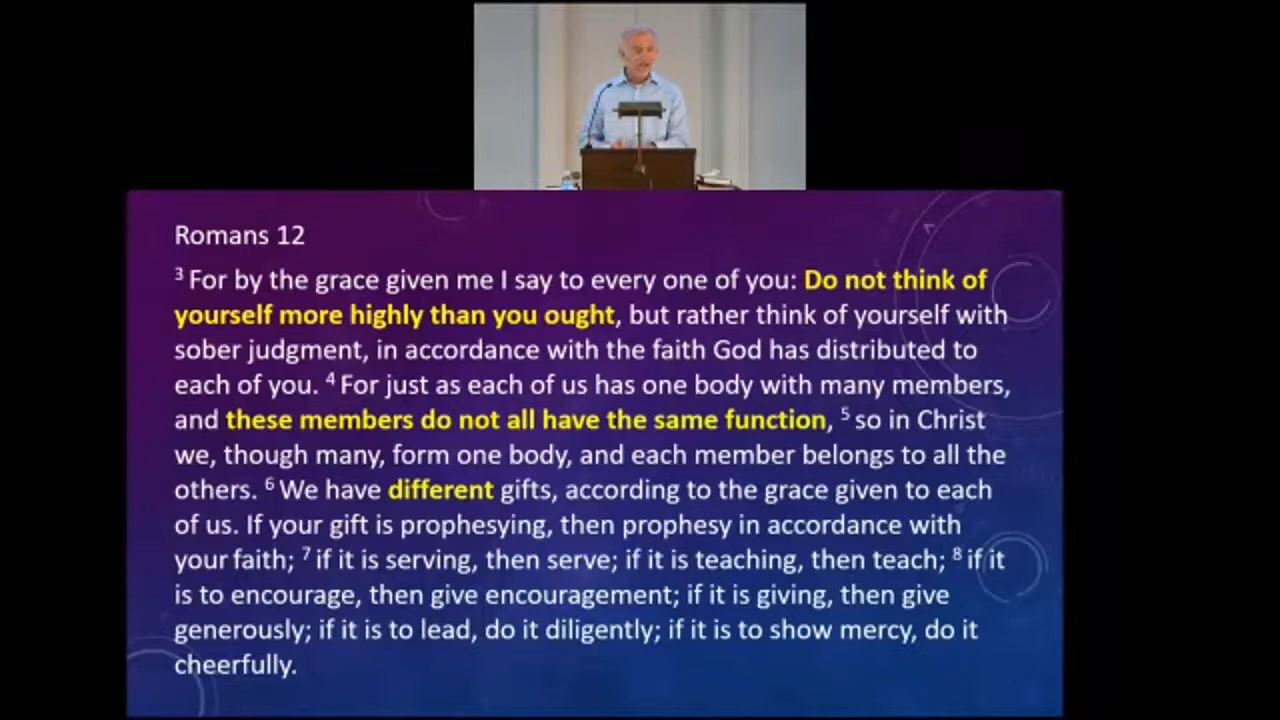 Romans 12
³ For by the grace given me I say to every one of you: Do not think of
yourself more highly than you ought, but rather think of yourself with
sober judgment, in accordance with the faith God has distributed to
each of you. ⁴ For just as each of us has one body with many members,
and these members do not all have the same function, ⁵ so in Christ
we, though many, form one body, and each member belongs to all the
others. ⁶ We have different gifts, according to the grace given to each
of us. If your gift is prophesying, then prophesy in accordance with
your faith; ⁷ if it is serving, then serve; if it is teaching, then teach; ⁸ if it
is to encourage, then give encouragement; if it is giving, then give
generously; if it is to lead, do it diligently; if it is to show mercy, do it
cheerfully.